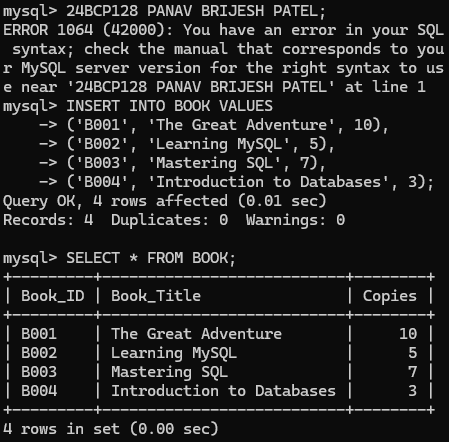 mysql> 24BCP128 PANAV BRIJESH PATEL;
ERROR 1064 (42000): You have an error in your SQL
 syntax; check the manual that corresponds to you
r MySQL server version for the right syntax to us
e near '24BCP128 PANAV BRIJESH PATEL' at line 1
mysql> INSERT INTO BOOK VALUES
    -> ('B001', 'The Great Adventure', 10),
    -> ('B002', 'Learning MySQL', 5),
    -> ('B003', 'Mastering SQL', 7),
    -> ('B004', 'Introduction to Databases', 3);
Query OK, 4 rows affected (0.01 sec)
Records: 4  Duplicates: 0  Warnings: 0

mysql> SELECT * FROM BOOK;
+---------+---------------------------+--------+
| Book_ID | Book_Title                | Copies |
+---------+---------------------------+--------+
| B001    | The Great Adventure       |     10 |
| B002    | Learning MySQL            |      5 |
| B003    | Mastering SQL             |      7 |
| B004    | Introduction to Databases |      3 |
+---------+---------------------------+--------+
4 rows in set (0.00 sec)